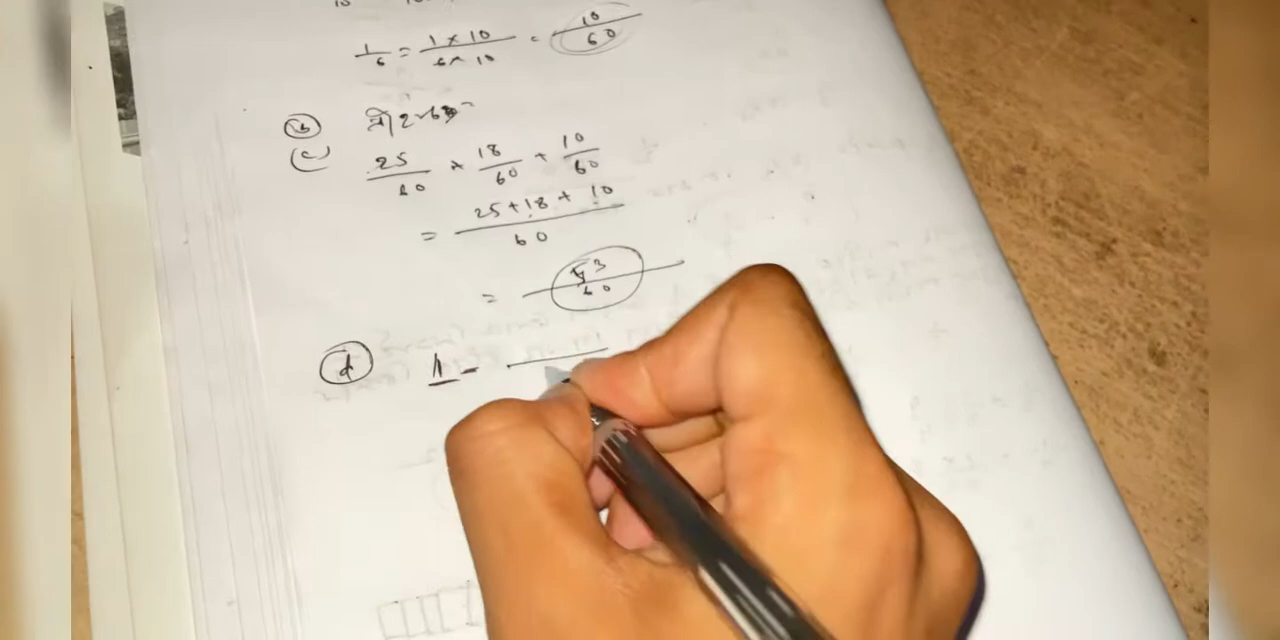 1/6 = 1 × 10/6 × 10 = 10/60
(b)
(c) 25/60 + 18/60 + 10/60
= 25 + 18 + 10/60
= 53/60
(d) 1 -